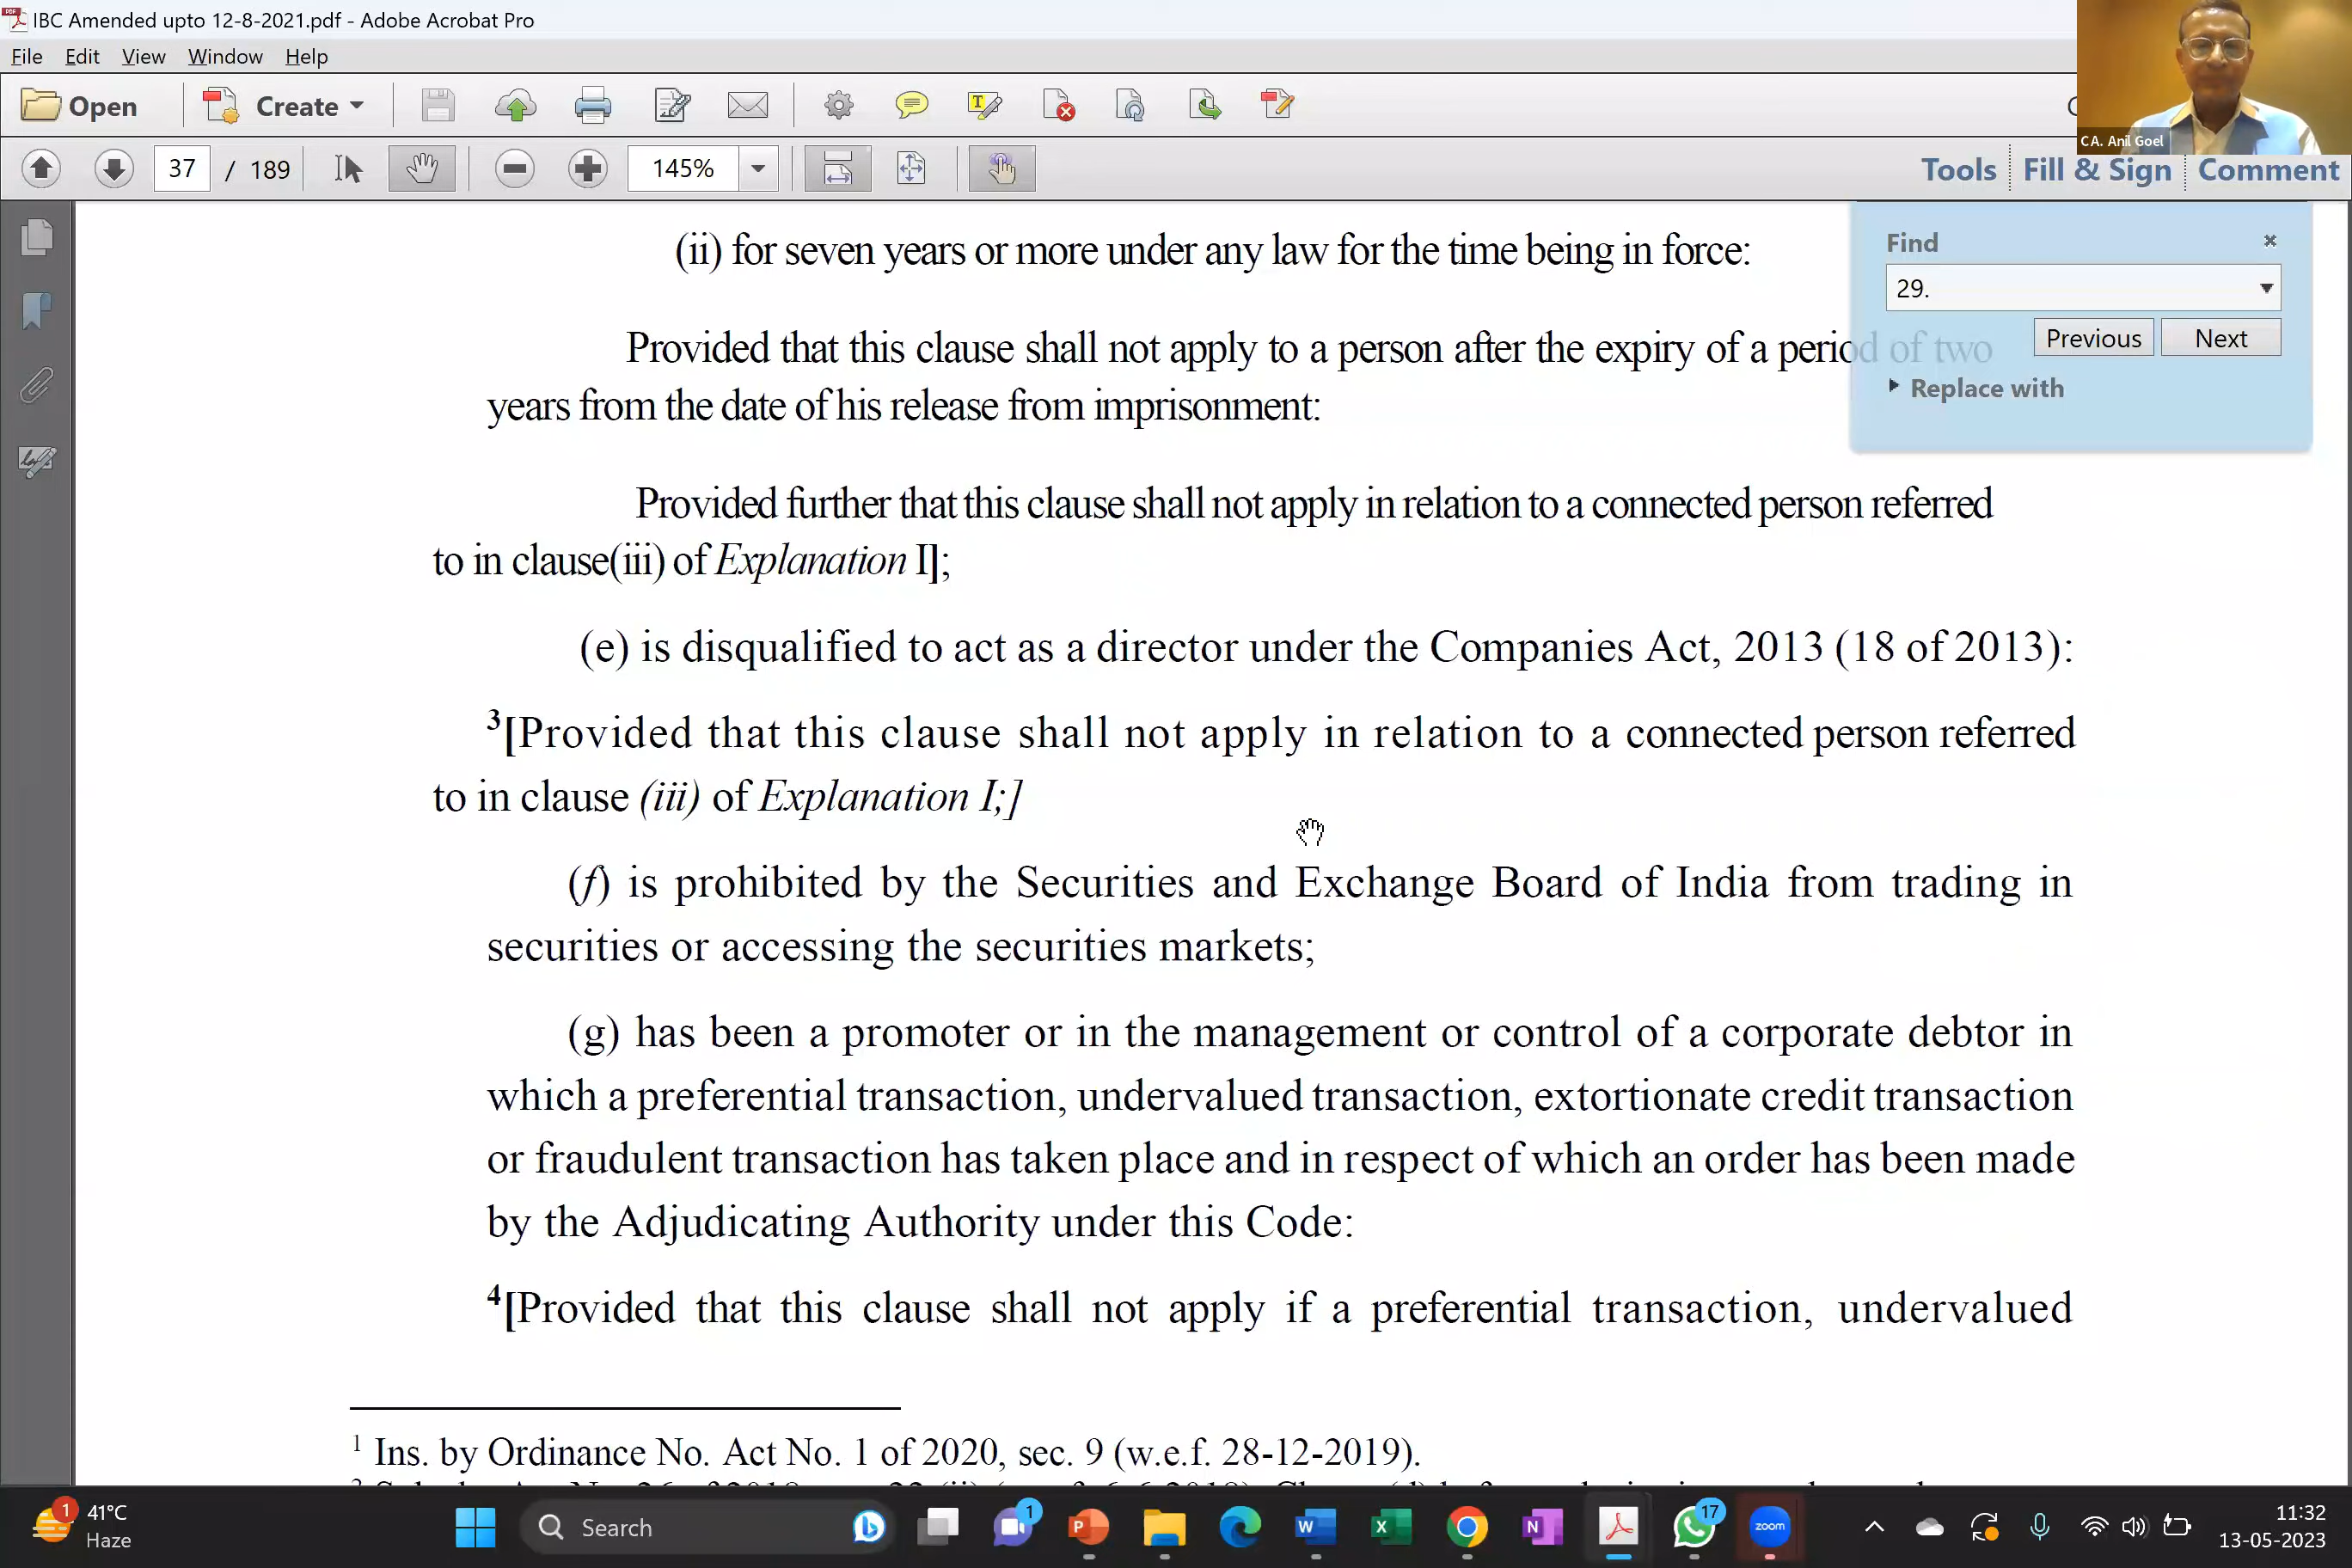 IBC Amended upto 12-8-2021.pdf - Adobe Acrobat Pro
File Edit View Window Help
Open Create
CA. Anil Goel
37 / 189 145% Tools Fill & Sign Comment
Find
29.
Previous Next
Replace with
(ii) for seven years or more under any law for the time being in force:
Provided that this clause shall not apply to a person after the expiry of a period of two
years from the date of his release from imprisonment:
Provided further that this clause shall not apply in relation to a connected person referred
to in clause(iii) of Explanation I];
(e) is disqualified to act as a director under the Companies Act, 2013 (18 of 2013):
3[Provided that this clause shall not apply in relation to a connected person referred
to in clause (iii) of Explanation I;]
(f) is prohibited by the Securities and Exchange Board of India from trading in
securities or accessing the securities markets;
(g) has been a promoter or in the management or control of a corporate debtor in
which a preferential transaction, undervalued transaction, extortionate credit transaction
or fraudulent transaction has taken place and in respect of which an order has been made
by the Adjudicating Authority under this Code:
4[Provided that this clause shall not apply if a preferential transaction, undervalued
1 Ins. by Ordinance No. Act No. 1 of 2020, sec. 9 (w.e.f. 28-12-2019).
1 41°C
Haze
Search
1
17
zoom
11:32
13-05-2023